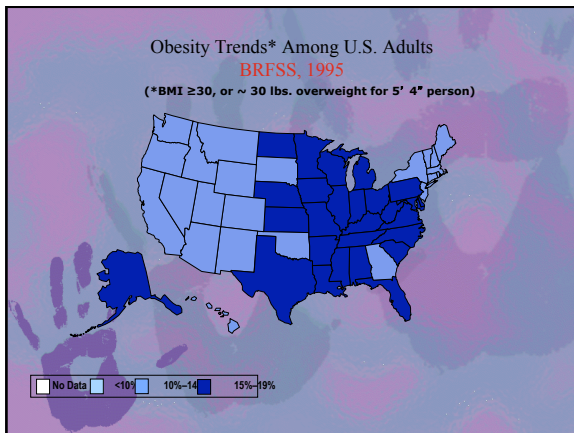 Obesity Trends* Among U.S. Adults
BRFSS, 1995
(*BMI ≥30, or ~ 30 lbs. overweight for 5’ 4” person)
No Data <10% 10%–14 15%–19%